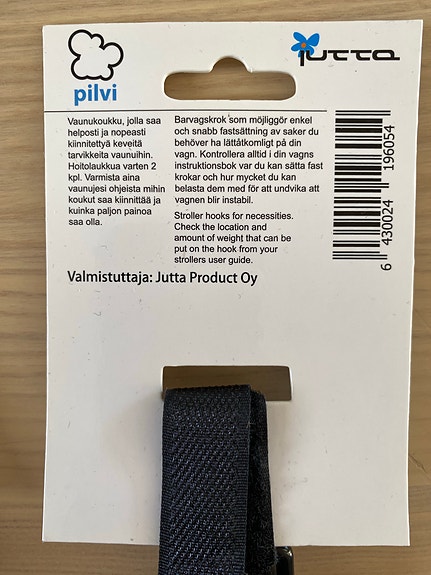 pilvi
jutta
Vaunukoukku, jolla saa
helposti ja nopeasti
kiinnitettyä keveitä
tarvikkeita vaunuihin.
Hoitolaukkua varten 2
kpl. Varmista aina
vaunujesi ohjeista mihin
koukut saa kiinnittää ja
kuinka paljon painoa
saa olla.
Barvagskrok som möjliggör enkel
och snabb fastsättning av saker du
behöver ha lättåtkomligt på din
vagn. Kontrollera alltid i din vagns
instruktionsbok var du kan sätta fast
krokar och hur mycket du kan
belasta dem med för att undvika att
vagnen blir instabil.
Stroller hooks for necessities.
Check the location and
amount of weight that can be
put on the hook from your
strollers user guide.
6 430024 196054
Valmistuttaja: Jutta Product Oy